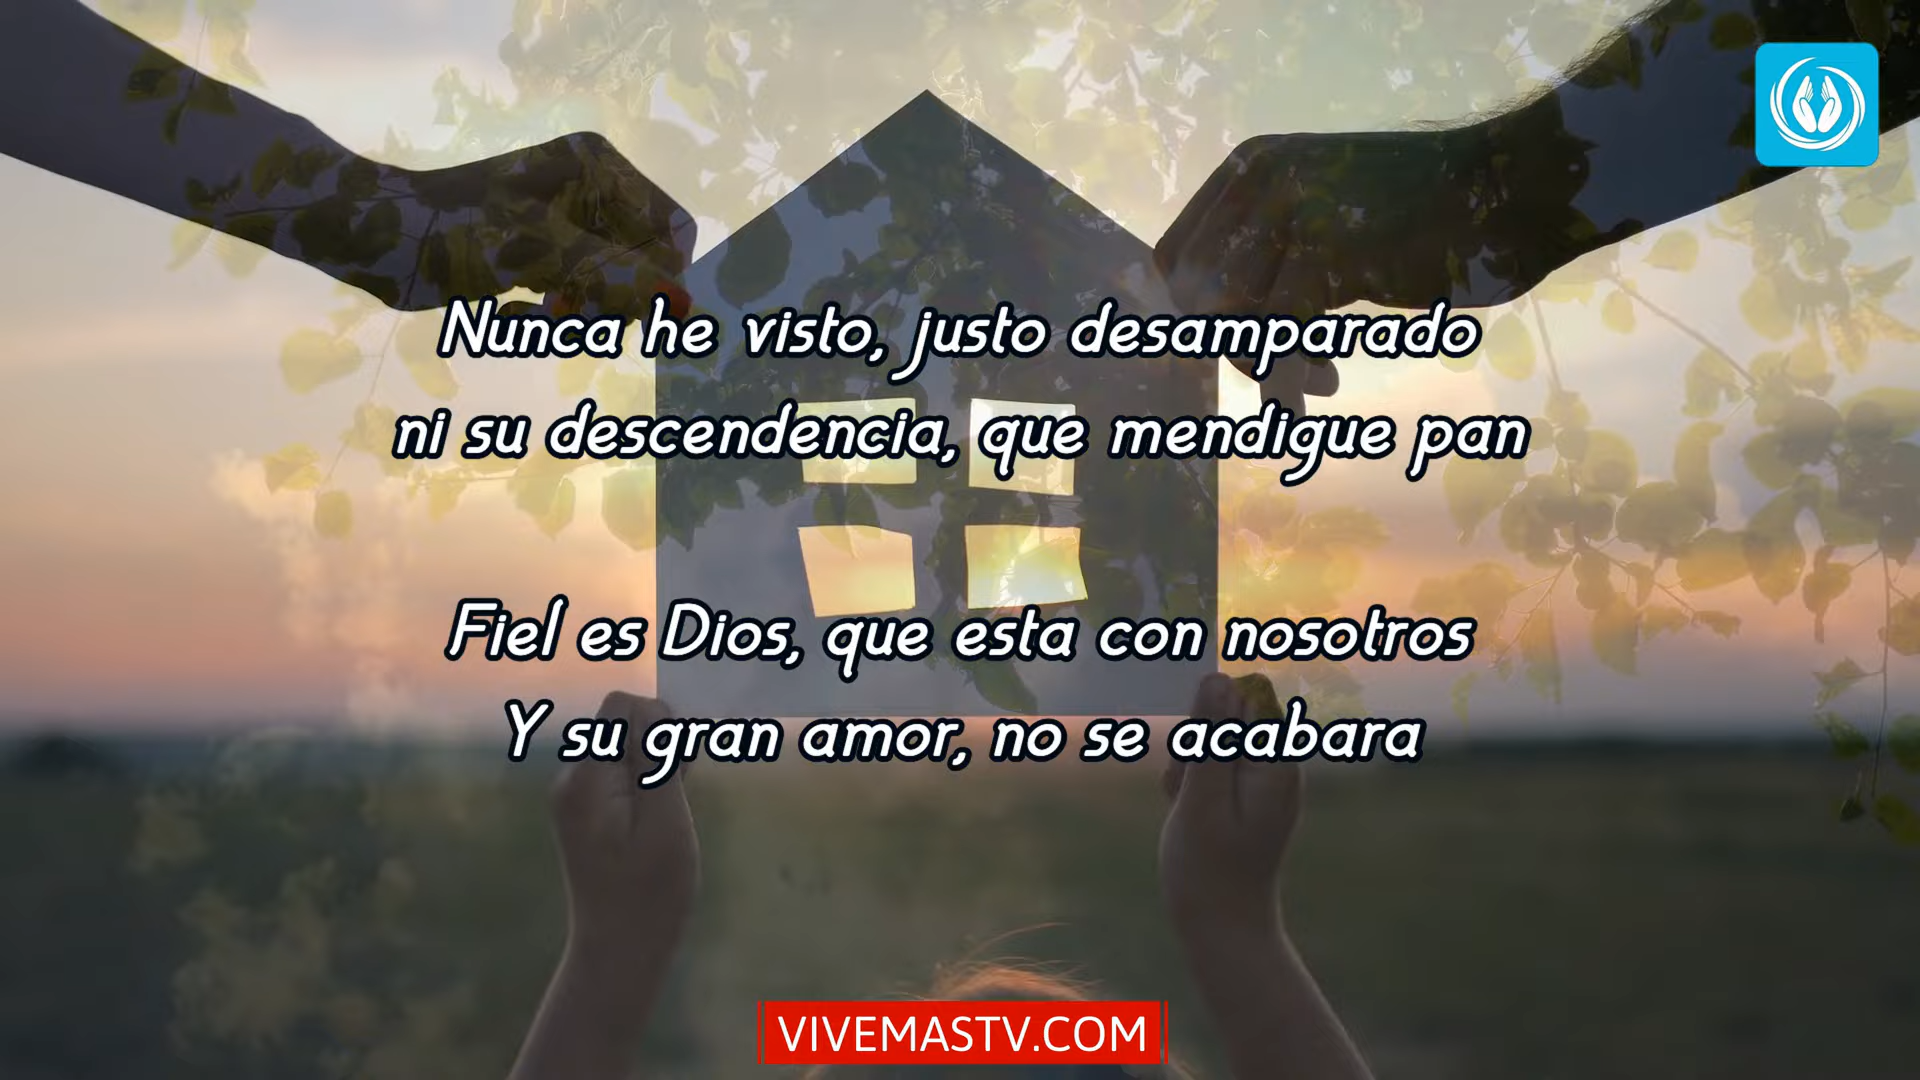 Nunca he visto, justo desamparado
ni su descendencia, que mendigue pan
Fiel es Dios, que esta con nosotros
Y su gran amor, no se acabara
VIVEMASTV.COM